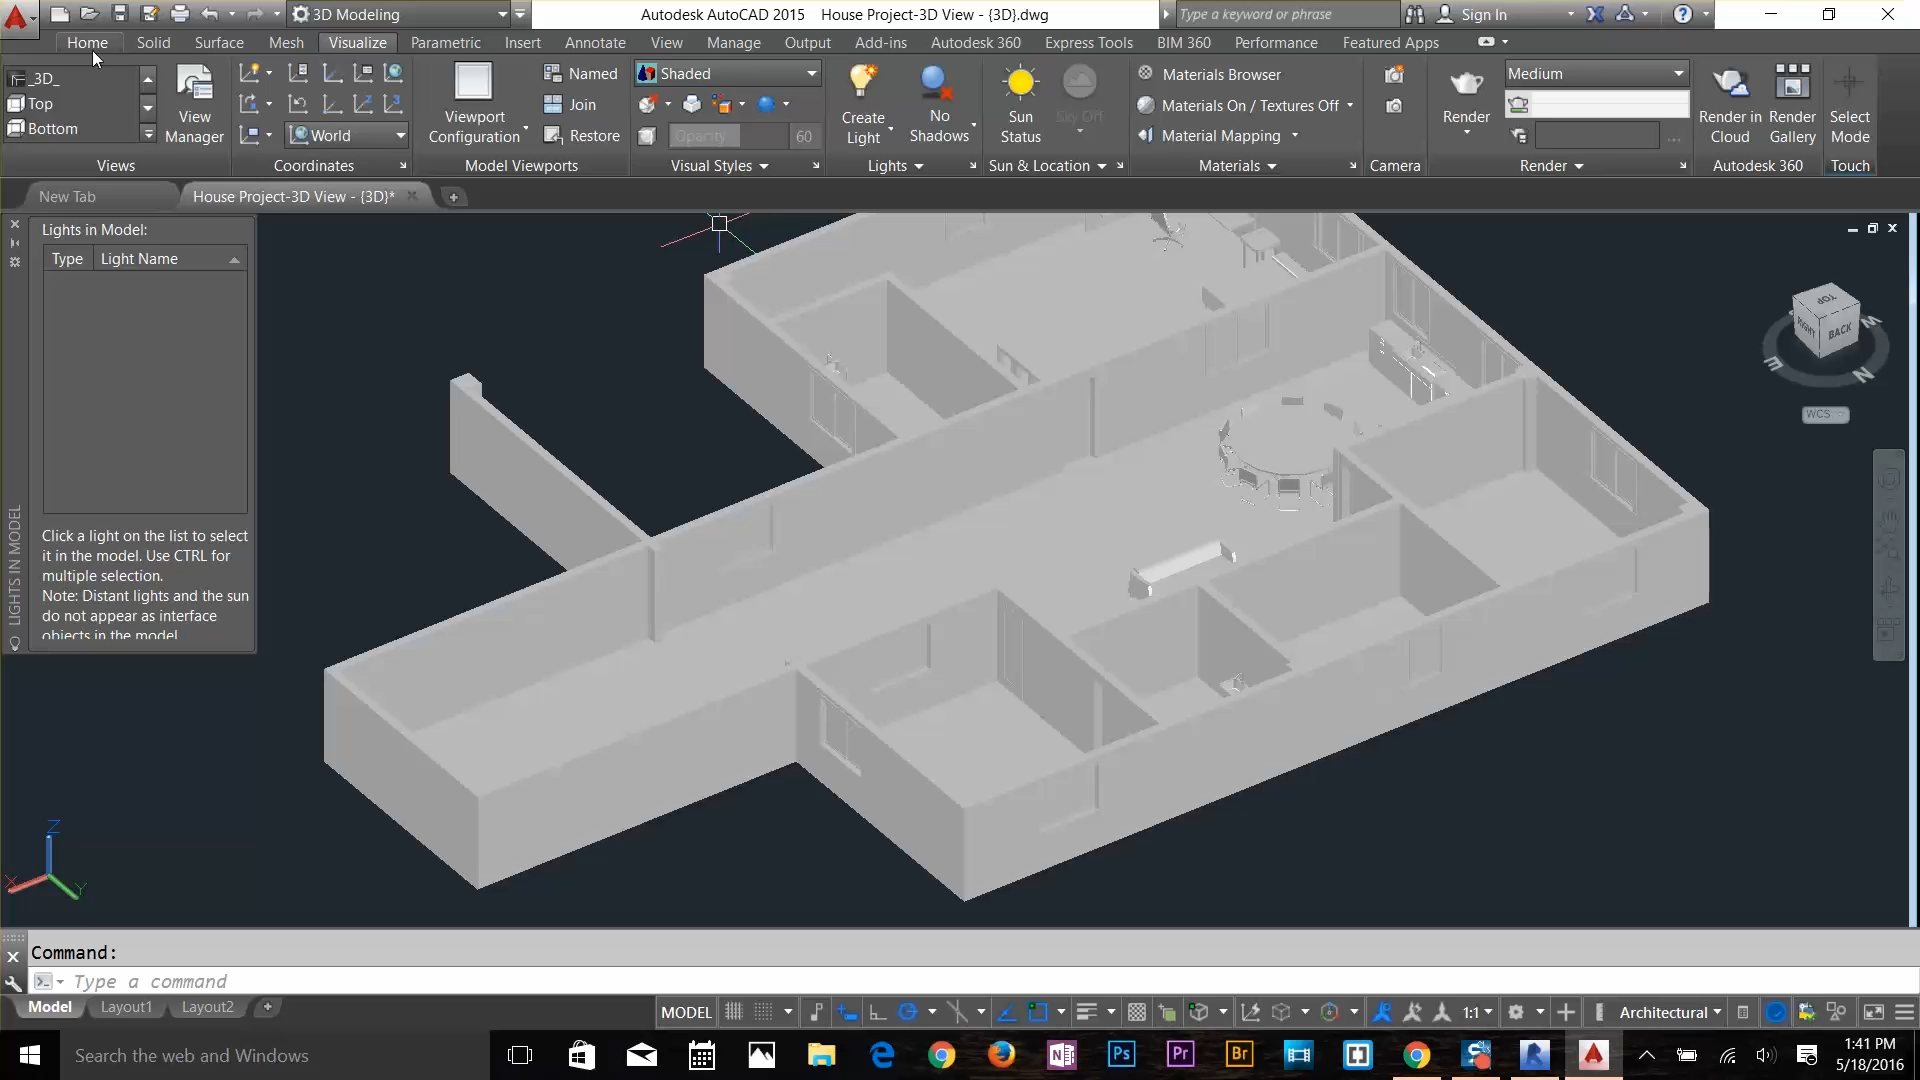 3D Modeling
Autodesk AutoCAD 2015 House Project-3D View - {3D}.dwg
Type a keyword or phrase
Sign In
Home Solid Surface Mesh Visualize Parametric Insert Annotate View Manage Output Add-ins Autodesk 360 Express Tools BIM 360 Performance Featured Apps
_3D_
Top
Bottom
View
Manager
Views
World
Coordinates
Viewport
Configuration
Named
Join
Restore
Model Viewports
Shaded
Opacity 60
Visual Styles
Create
Light
No
Shadows
Lights
Sun
Status
Sky Off
Sun & Location
Materials Browser
Materials On / Textures Off
Material Mapping
Materials
Camera
Render
Medium
Render
Render in
Cloud
Render
Gallery
Autodesk 360
Select
Mode
Touch
New Tab
House Project-3D View - {3D}*
Lights in Model:
Type Light Name
Click a light on the list to select
it in the model. Use CTRL for
multiple selection.
Note: Distant lights and the sun
do not appear as interface
objects in the model
LIGHTS IN MODEL
TOP
RIGHT
BACK
E
N
W
WCS
Z
X
Y
Command:
Type a command
Model Layout1 Layout2
MODEL
1:1
Architectural
Search the web and Windows
Ps
Pr
Br
1:41 PM
5/18/2016